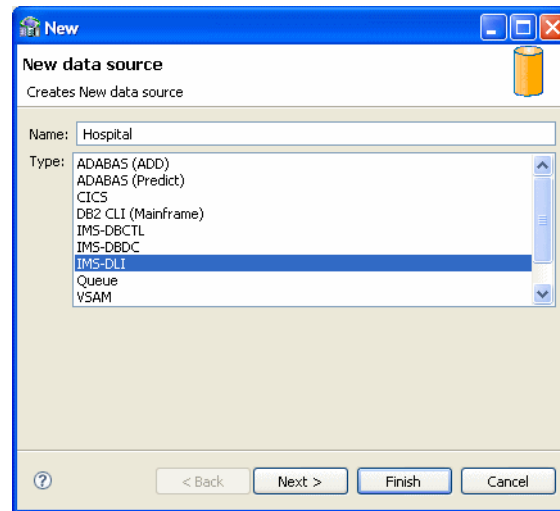 New
New data source
Creates New data source
Name: Hospital
Type: ADABAS (ADD)
ADABAS (Predict)
CICS
DB2 CLI (Mainframe)
IMS-DBCTL
IMS-DBDC
IMS-DLI
Queue
VSAM
? < Back Next > Finish Cancel